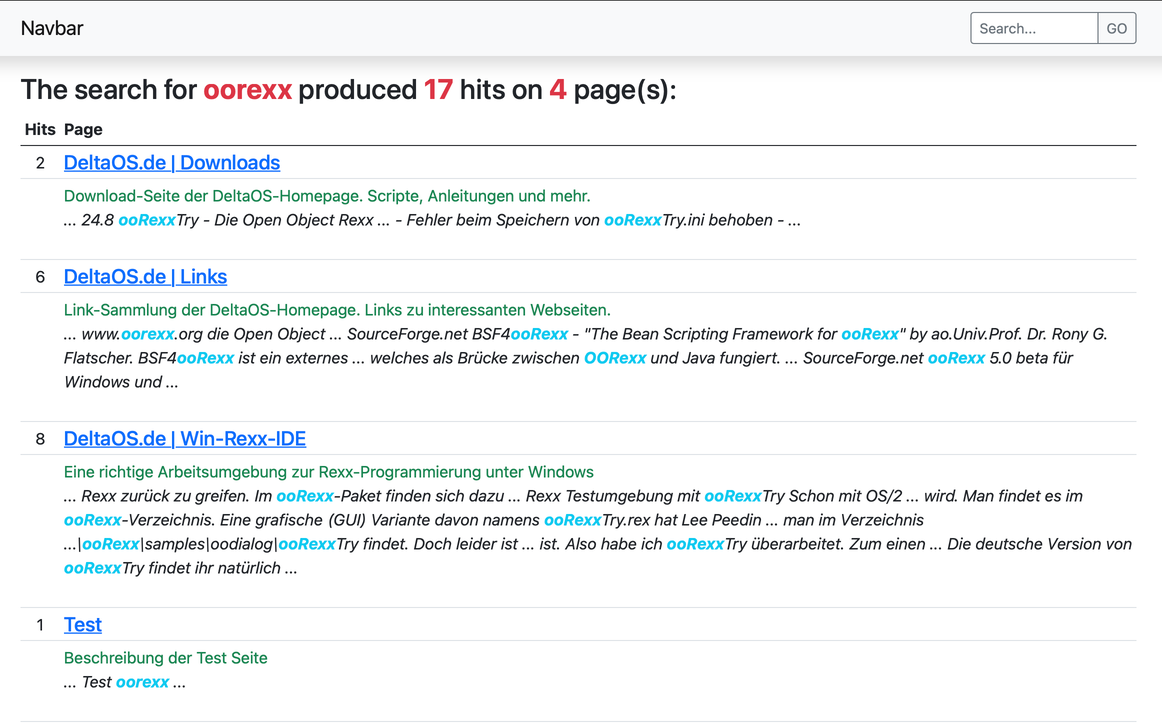 Navbar
Search...
GO
The search for oorexx produced 17 hits on 4 page(s):
Hits Page
2 DeltaOS.de | Downloads
Download-Seite der DeltaOS-Homepage. Scripte, Anleitungen und mehr.
... 24.8 ooRexxTry - Die Open Object Rexx ... - Fehler beim Speichern von ooRexxTry.ini behoben - ...
6 DeltaOS.de | Links
Link-Sammlung der DeltaOS-Homepage. Links zu interessanten Webseiten.
... www.oorexx.org die Open Object ... SourceForge.net BSF4ooRexx - "The Bean Scripting Framework for ooRexx" by ao.Univ.Prof. Dr. Rony G.
Flatscher. BSF4ooRexx ist ein externes ... welches als Brücke zwischen OORexx und Java fungiert. ... SourceForge.net ooRexx 5.0 beta für
Windows und ...
8 DeltaOS.de | Win-Rexx-IDE
Eine richtige Arbeitsumgebung zur Rexx-Programmierung unter Windows
... Rexx zurück zu greifen. Im ooRexx-Paket finden sich dazu ... Rexx Testumgebung mit ooRexxTry Schon mit OS/2 ... wird. Man findet es im
ooRexx-Verzeichnis. Eine grafische (GUI) Variante davon namens ooRexxTry.rex hat Lee Peedin ... man im Verzeichnis
...|ooRexx|samples|oodialog|ooRexxTry findet. Doch leider ist ... ist. Also habe ich ooRexxTry überarbeitet. Zum einen ... Die deutsche Version von
ooRexxTry findet ihr natürlich ...
1 Test
Beschreibung der Test Seite
... Test oorexx ...